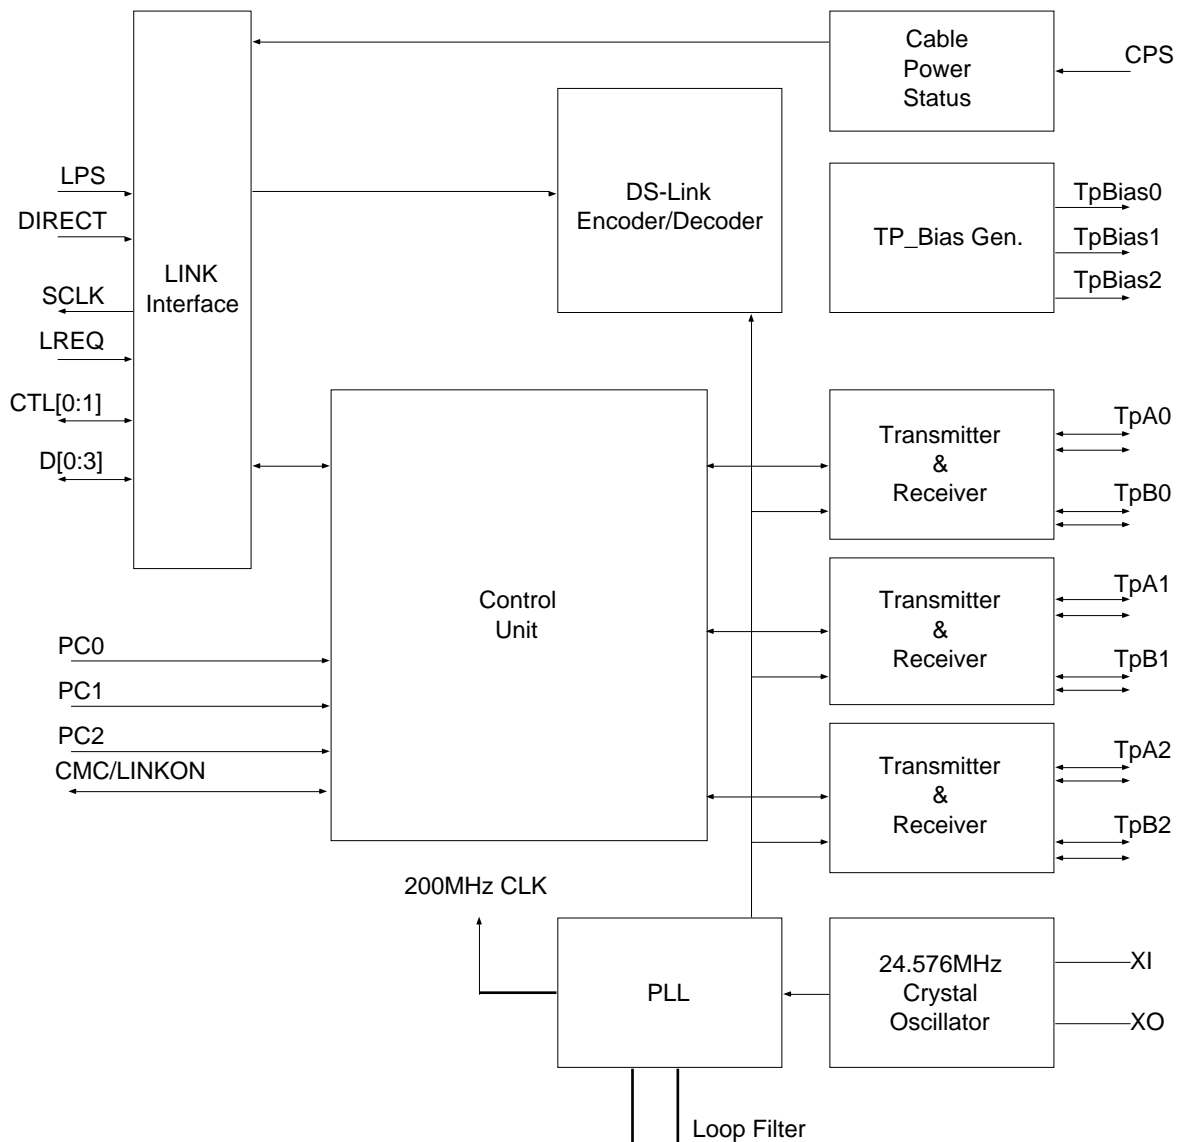 Cable
Power
Status
CPS
LPS
DIRECT
SCLK
LREQ
CTL[0:1]
D[0:3]
LINK
Interface
DS-Link
Encoder/Decoder
TP_Bias Gen.
TpBias0
TpBias1
TpBias2
Control
Unit
PC0
PC1
PC2
CMC/LINKON
Transmitter
&
Receiver
TpA0
TpB0
Transmitter
&
Receiver
TpA1
TpB1
Transmitter
&
Receiver
TpA2
TpB2
200MHz CLK
PLL
24.576MHz
Crystal
Oscillator
XI
XO
Loop Filter